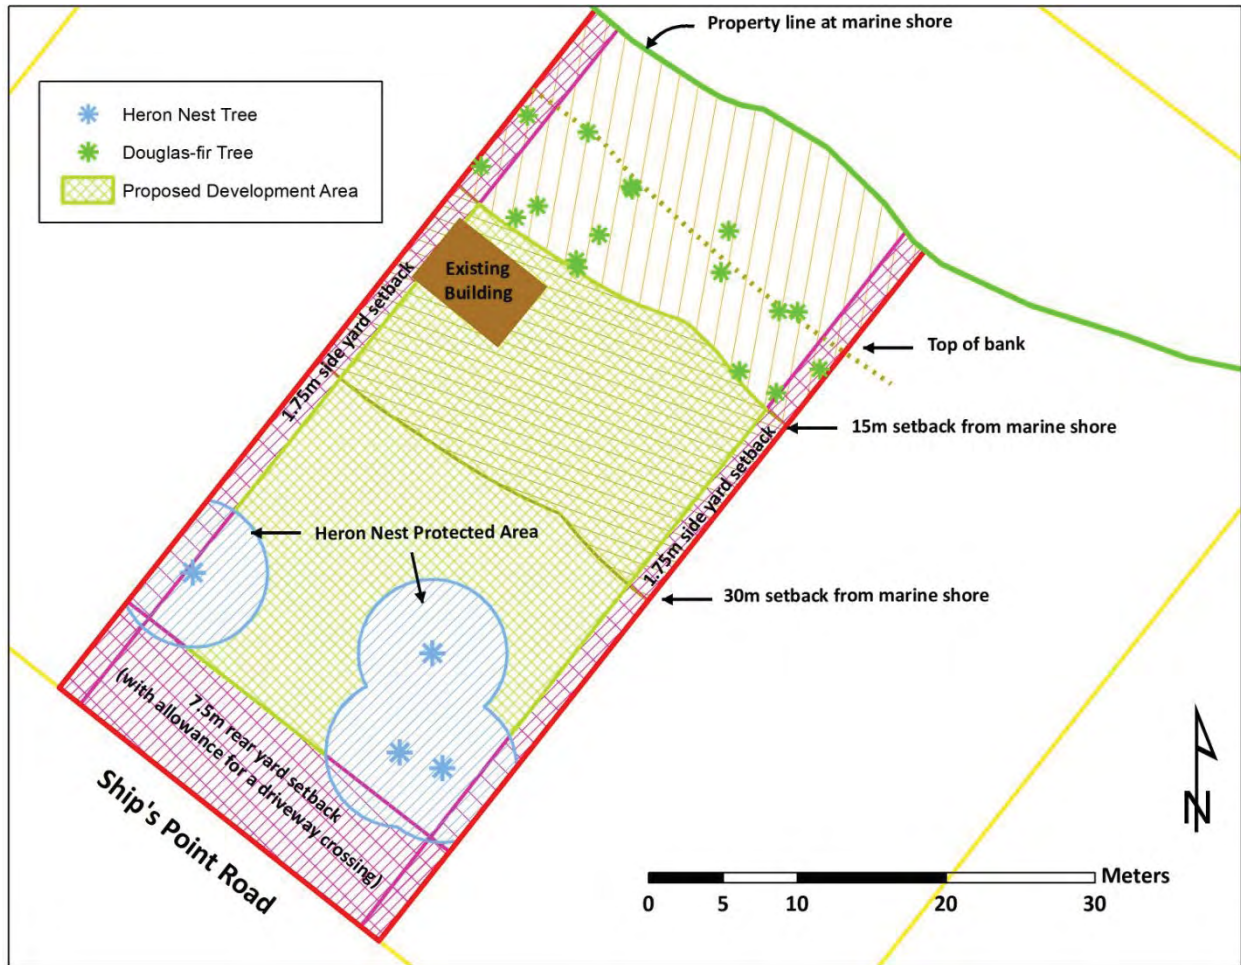 Property line at marine shore
Heron Nest Tree
Douglas-fir Tree
Proposed Development Area
Existing
Building
1.75m side yard setback
Top of bank
15m setback from marine shore
1.75m side yard setback
Heron Nest Protected Area
30m setback from marine shore
7.5m rear yard setback
(with allowance for a driveway crossing)
Ship's Point Road
N
Meters
0 5 10 20 30